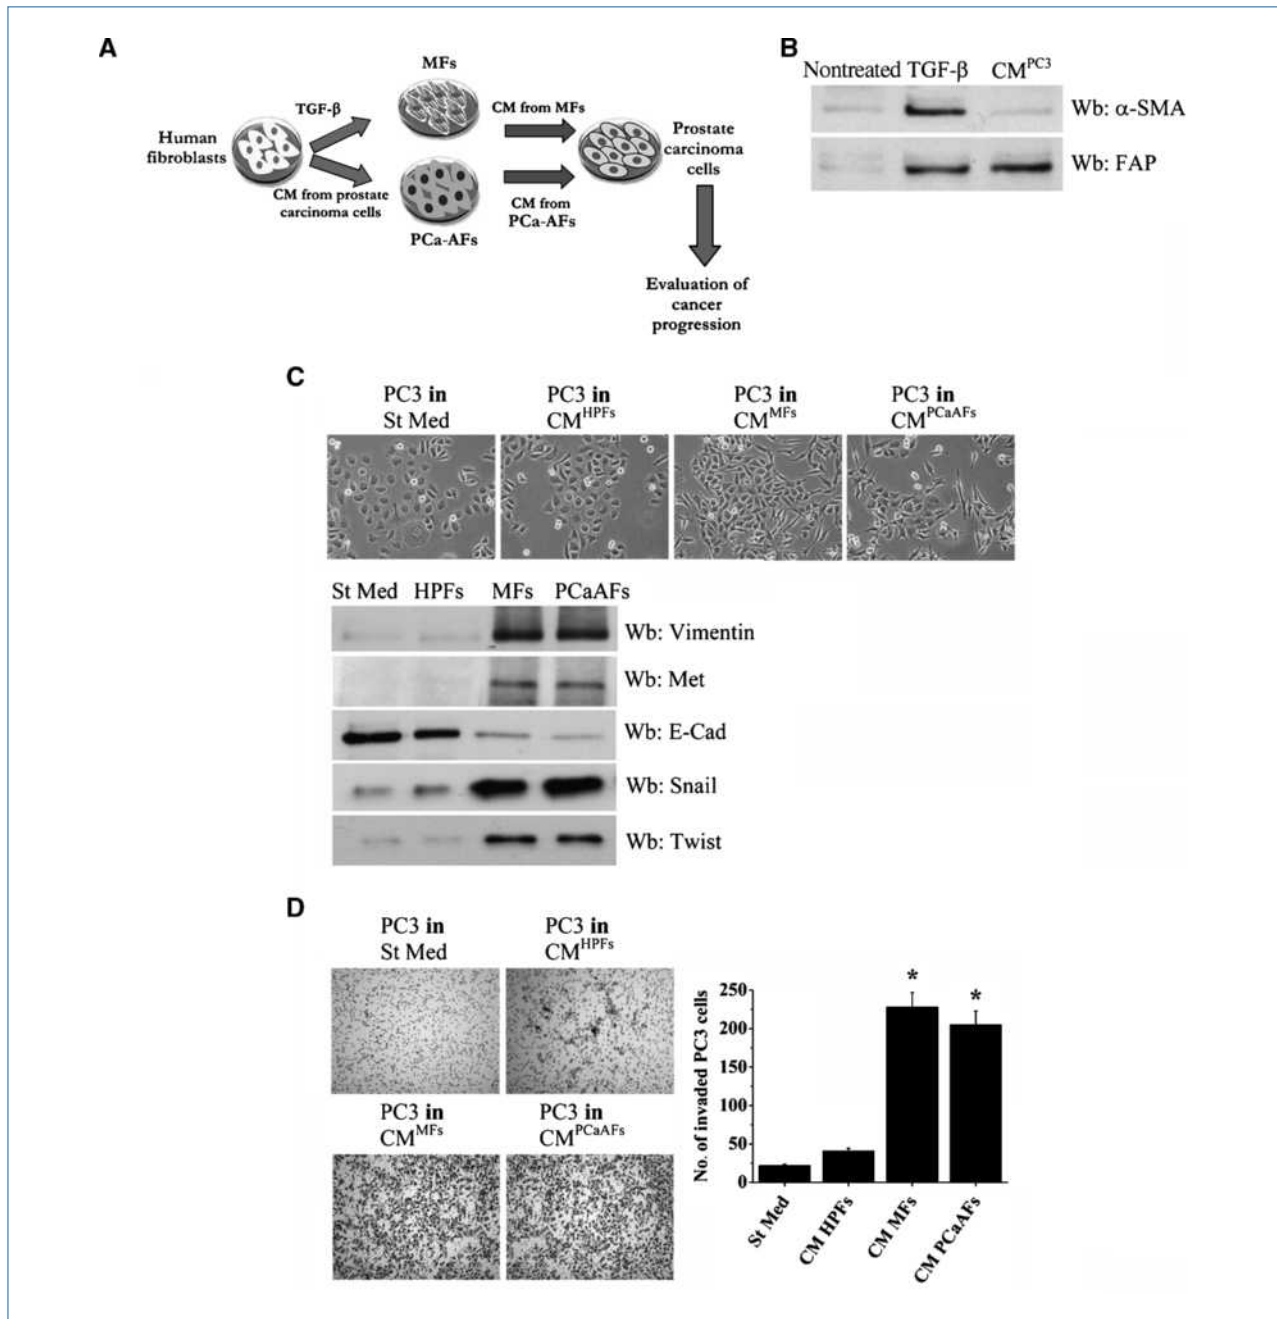 A
MFs
TGF-β
CM from MFs
Human
fibroblasts
Prostate
carcinoma
cells
CM from prostate
carcinoma cells
CM from
PCa-AFs
PCa-AFs
Evaluation of
cancer
progression
B
Nontreated TGF-β CM^PC3
Wb: α-SMA
Wb: FAP
C
PC3 in
St Med
PC3 in
CM^HPFs
PC3 in
CM^MFs
PC3 in
CM^PCaAFs
St Med HPFs MFs PCaAFs
Wb: Vimentin
Wb: Met
Wb: E-Cad
Wb: Snail
Wb: Twist
D
PC3 in
St Med
PC3 in
CM^HPFs
PC3 in
CM^MFs
PC3 in
CM^PCaAFs
No. of invaded PC3 cells
250
200
150
100
50
0
* *
St Med
CM HPFs
CM MFs
CM PCaAFs